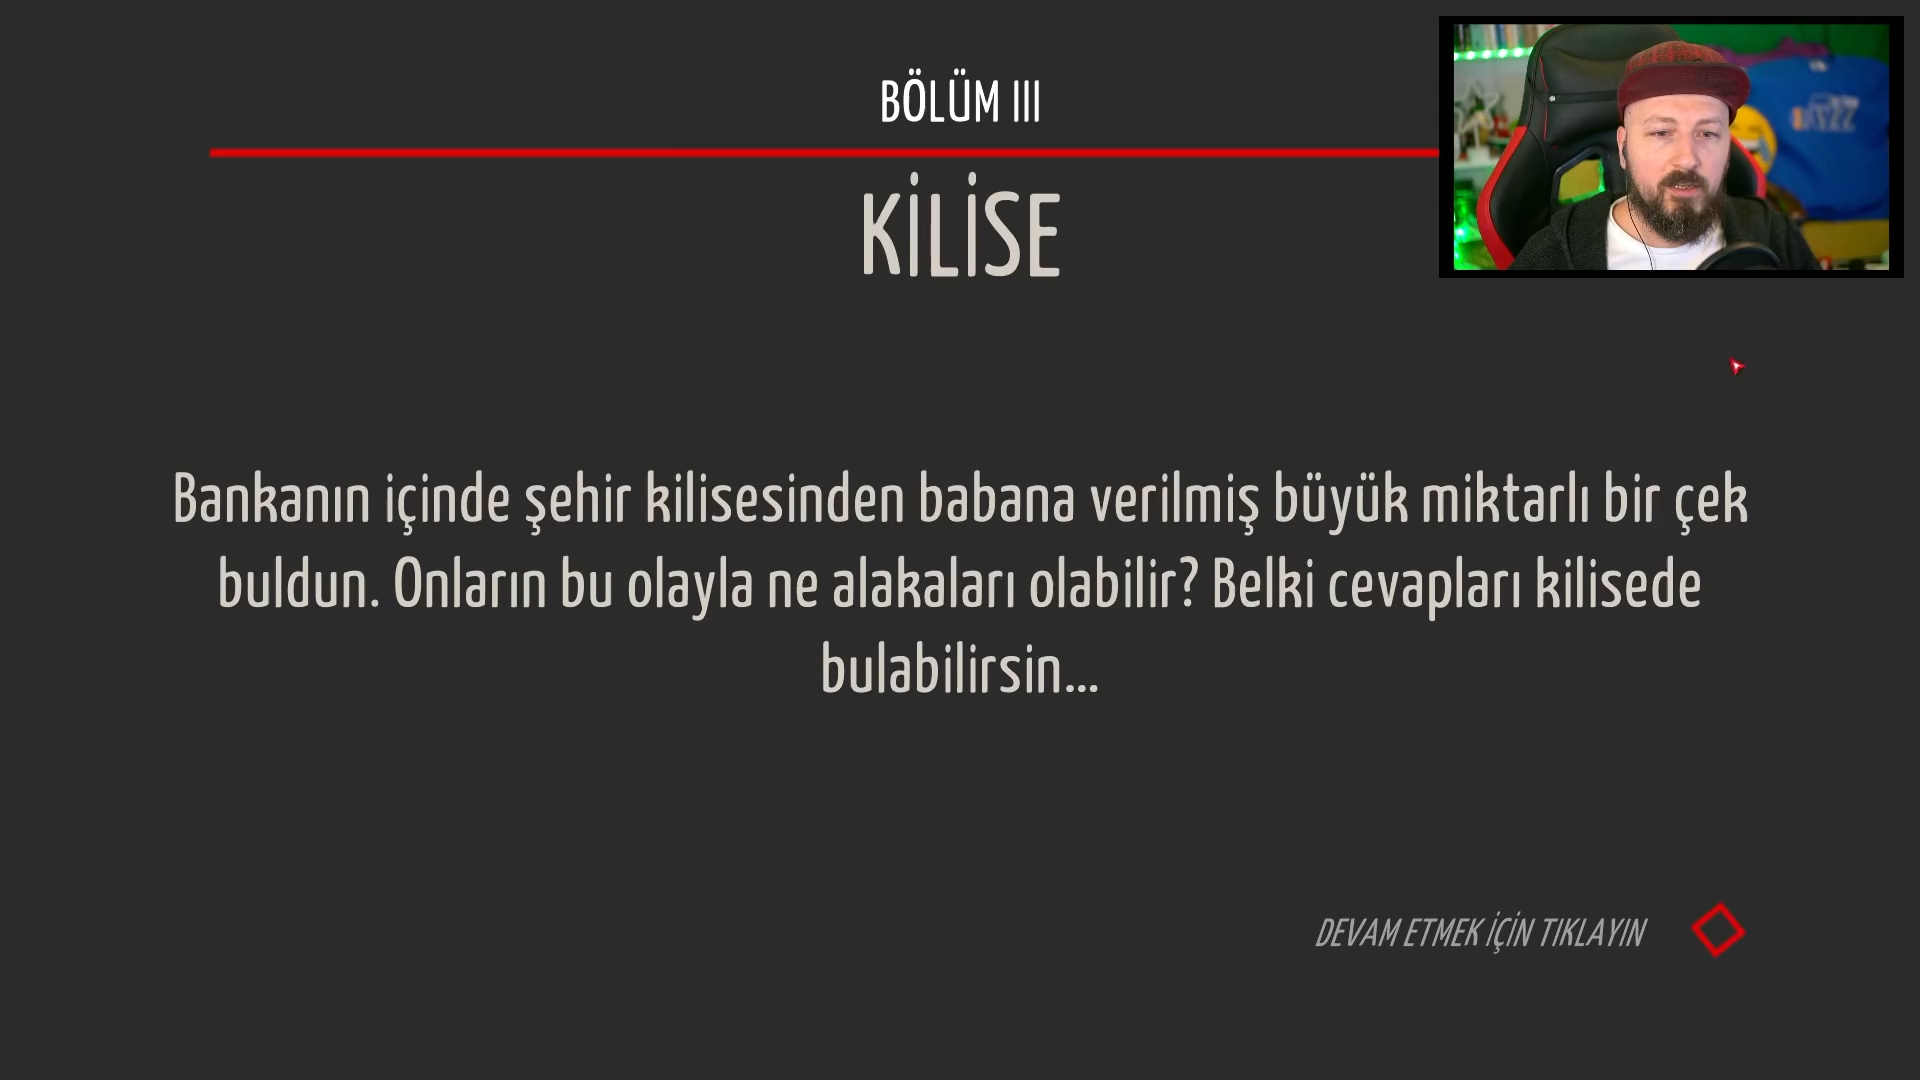 BÖLÜM III
KİLİSE
Bankanın içinde şehir kilisesinden babana verilmiş büyük miktarlı bir çek
buldun. Onların bu olayla ne alakaları olabilir? Belki cevapları kilisede
bulabilirsin...
DEVAM ETMEK İÇİN TIKLAYIN